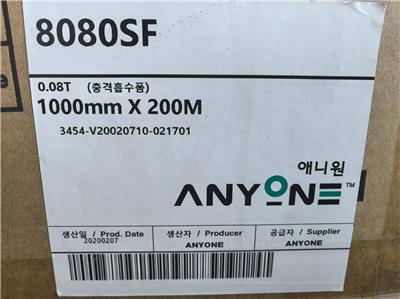 8080SF
0.08T (충격흡수폼)
1000mm X 200M
3454-V20020710-021701
애니원
ANYONE™
생산일 / Prod. Date
20200207
생산자 / Producer
ANYONE
공급자 / Supplier
ANYONE